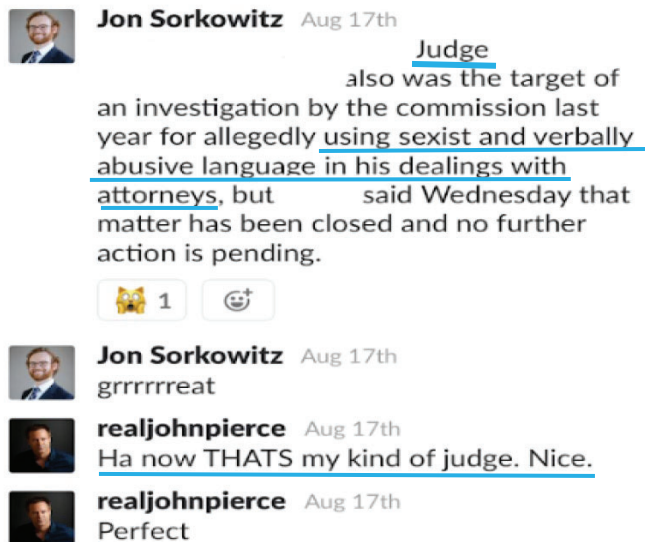 Jon Sorkowitz Aug 17th
Judge
also was the target of
an investigation by the commission last
year for allegedly using sexist and verbally
abusive language in his dealings with
attorneys, but said Wednesday that
matter has been closed and no further
action is pending.
1
Jon Sorkowitz Aug 17th
grrrrrreat
realjohnpierce Aug 17th
Ha now THATS my kind of judge. Nice.
realjohnpierce Aug 17th
Perfect